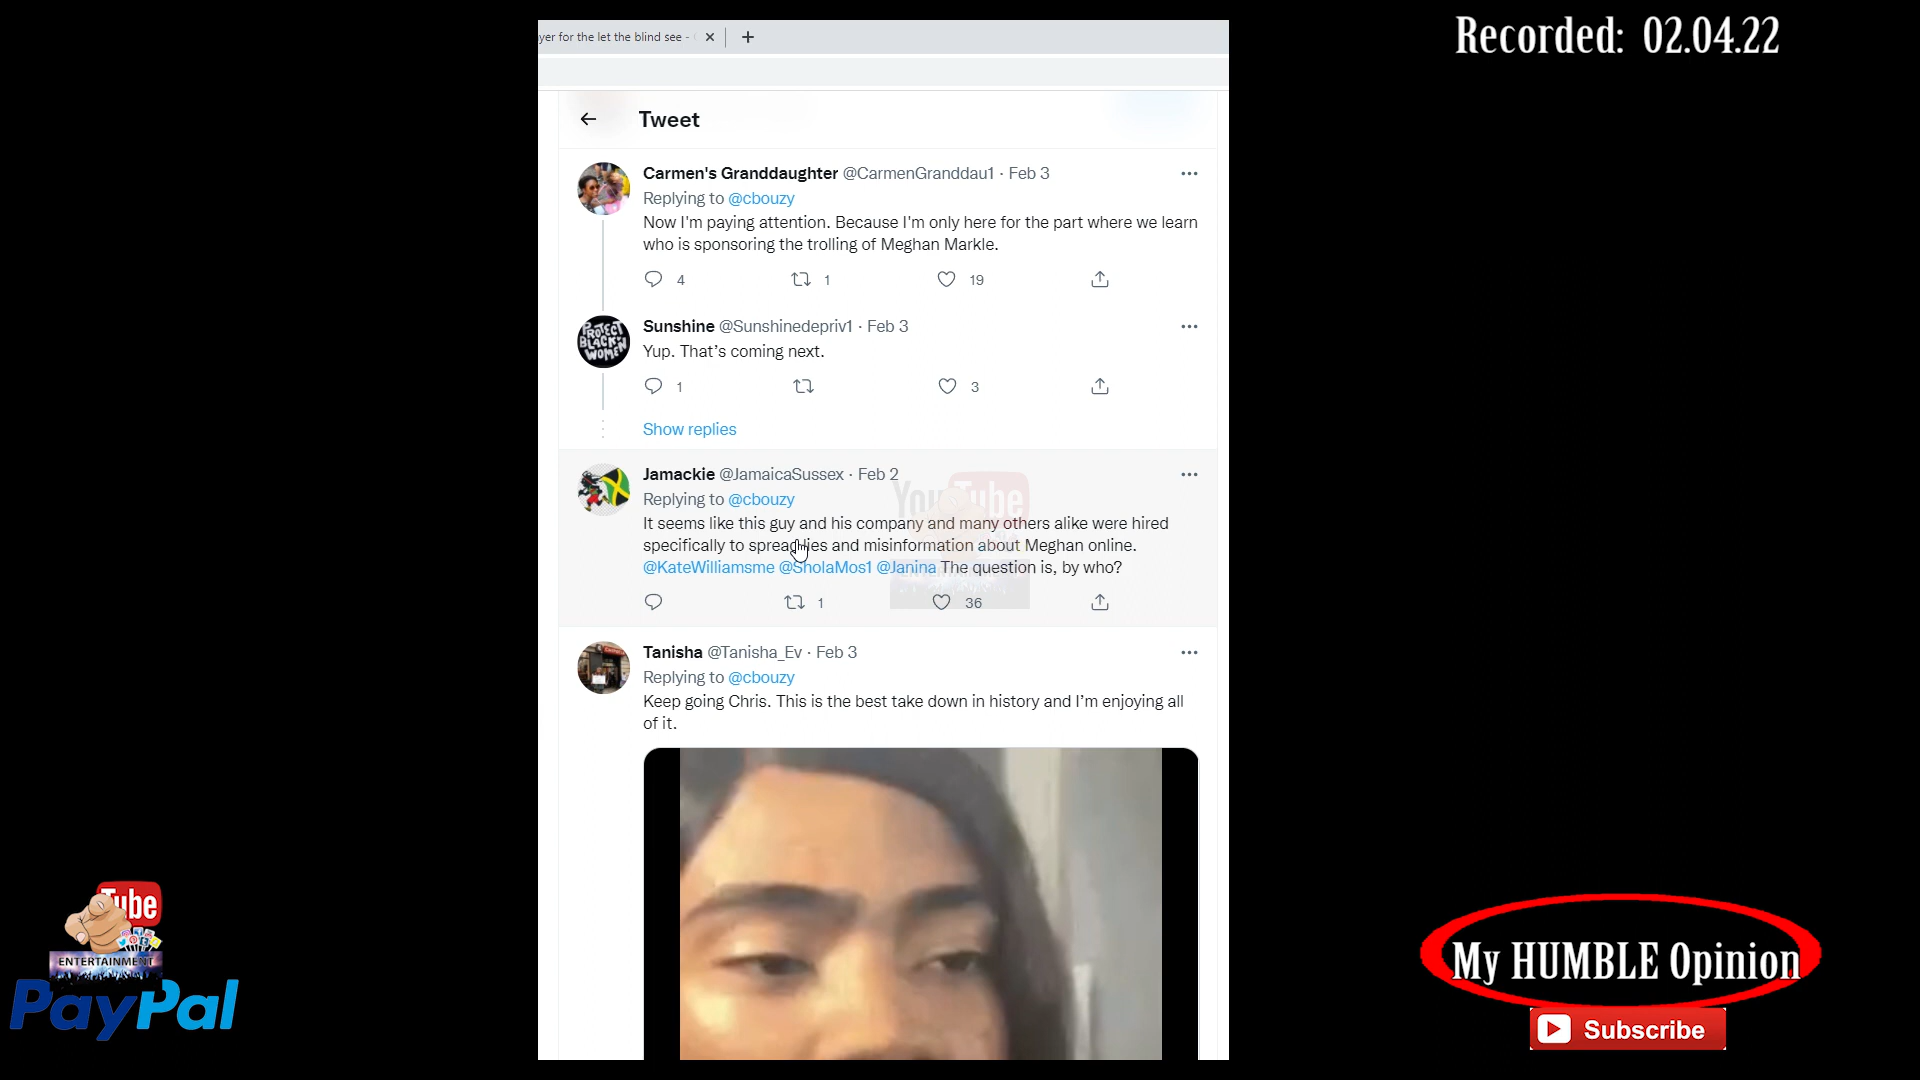 Recorded: 02.04.22
yer for the let the blind see -
Tweet
Carmen's Granddaughter @CarmenGranddau1 · Feb 3
Replying to @cbouzy
Now I'm paying attention. Because I'm only here for the part where we learn
who is sponsoring the trolling of Meghan Markle.
4 1 19
Sunshine @Sunshinedepriv1 · Feb 3
PROTECT
BLACK
WOMEN
Yup. That's coming next.
1 3
Show replies
Jamackie @JamaicaSussex · Feb 2
Replying to @cbouzy
It seems like this guy and his company and many others alike were hired
specifically to spread lies and misinformation about Meghan online.
@KateWilliamsme @SholaMos1 @Janina The question is, by who?
1 36
YouTube
Tanisha @Tanisha_Ev · Feb 3
Replying to @cbouzy
Keep going Chris. This is the best take down in history and I'm enjoying all
of it.
Tube
ENTERTAINMENT
PayPal
My HUMBLE Opinion
Subscribe